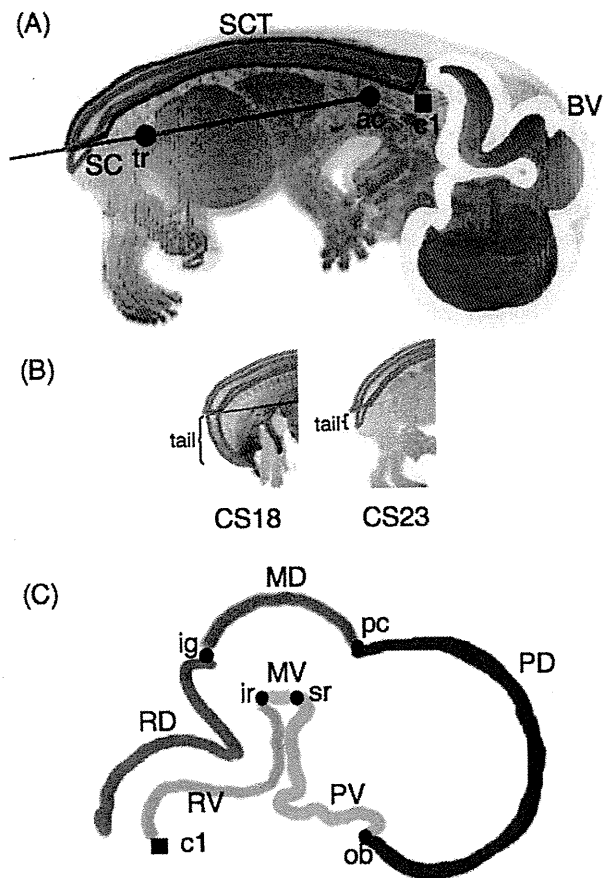 (A)
SCT
BV
SC tr
ac
c1
(B)
tail
tail
CS18
CS23
(C)
MD
ig
pc
PD
MV
ir
sr
RD
RV
PV
c1
ob